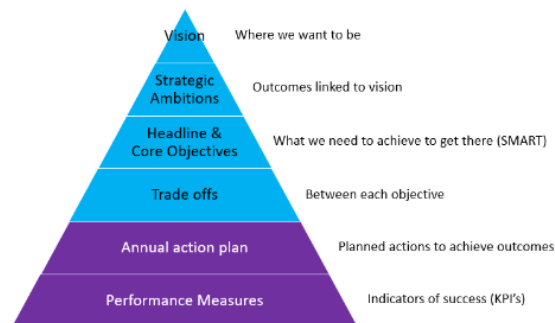 Vision
Where we want to be
Strategic
Ambitions
Outcomes linked to vision
Headline &
Core Objectives
What we need to achieve to get there (SMART)
Trade offs
Between each objective
Annual action plan
Planned actions to achieve outcomes
Performance Measures
Indicators of success (KPI's)